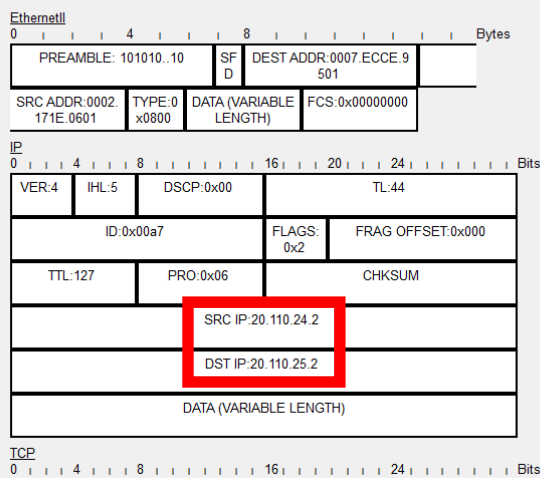 EthernetII
0 4 8 Bytes
PREAMBLE: 101010..10 SF DEST ADDR:0007.ECCE.9
D 501
SRC ADDR:0002. TYPE:0 DATA (VARIABLE FCS:0x00000000
171E.0601 x0800 LENGTH)
IP
0 4 8 16 20 24 Bits
VER:4 IHL:5 DSCP:0x00 TL:44
ID:0x00a7 FLAGS: FRAG OFFSET:0x000
0x2
TTL:127 PRO:0x06 CHKSUM
SRC IP:20.110.24.2
DST IP:20.110.25.2
DATA (VARIABLE LENGTH)
TCP
0 4 8 16 24 Bits